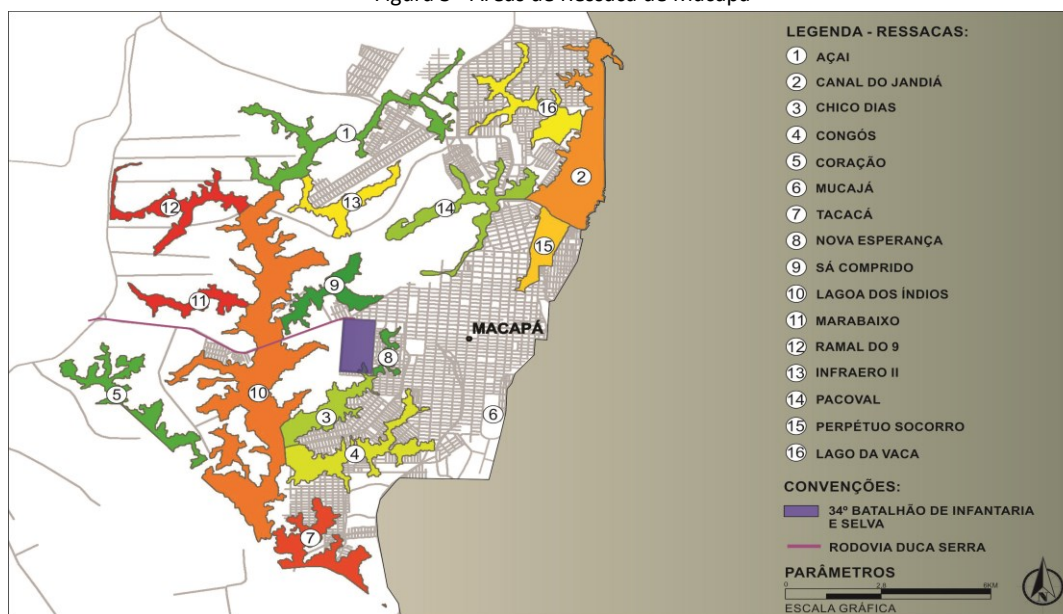 Figura 3 - Áreas de Ressaca de Macapá
LEGENDA - RESSACAS:
1 AÇAI
2 CANAL DO JANDIÁ
3 CHICO DIAS
4 CONGÓS
5 CORAÇÃO
6 MUCAJÁ
7 TACACÁ
8 NOVA ESPERANÇA
9 SÁ COMPRIDO
10 LAGOA DOS ÍNDIOS
11 MARABAIXO
12 RAMAL DO 9
13 INFRAERO II
14 PACOVAL
15 PERPÉTUO SOCORRO
16 LAGO DA VACA
CONVENÇÕES:
34º BATALHÃO DE INFANTARIA
E SELVA
RODOVIA DUCA SERRA
PARÂMETROS
0 2,8 6KM
ESCALA GRÁFICA
16
1
2
13
14
12
15
9
11
MACAPÁ
8
10
5
3
6
4
7